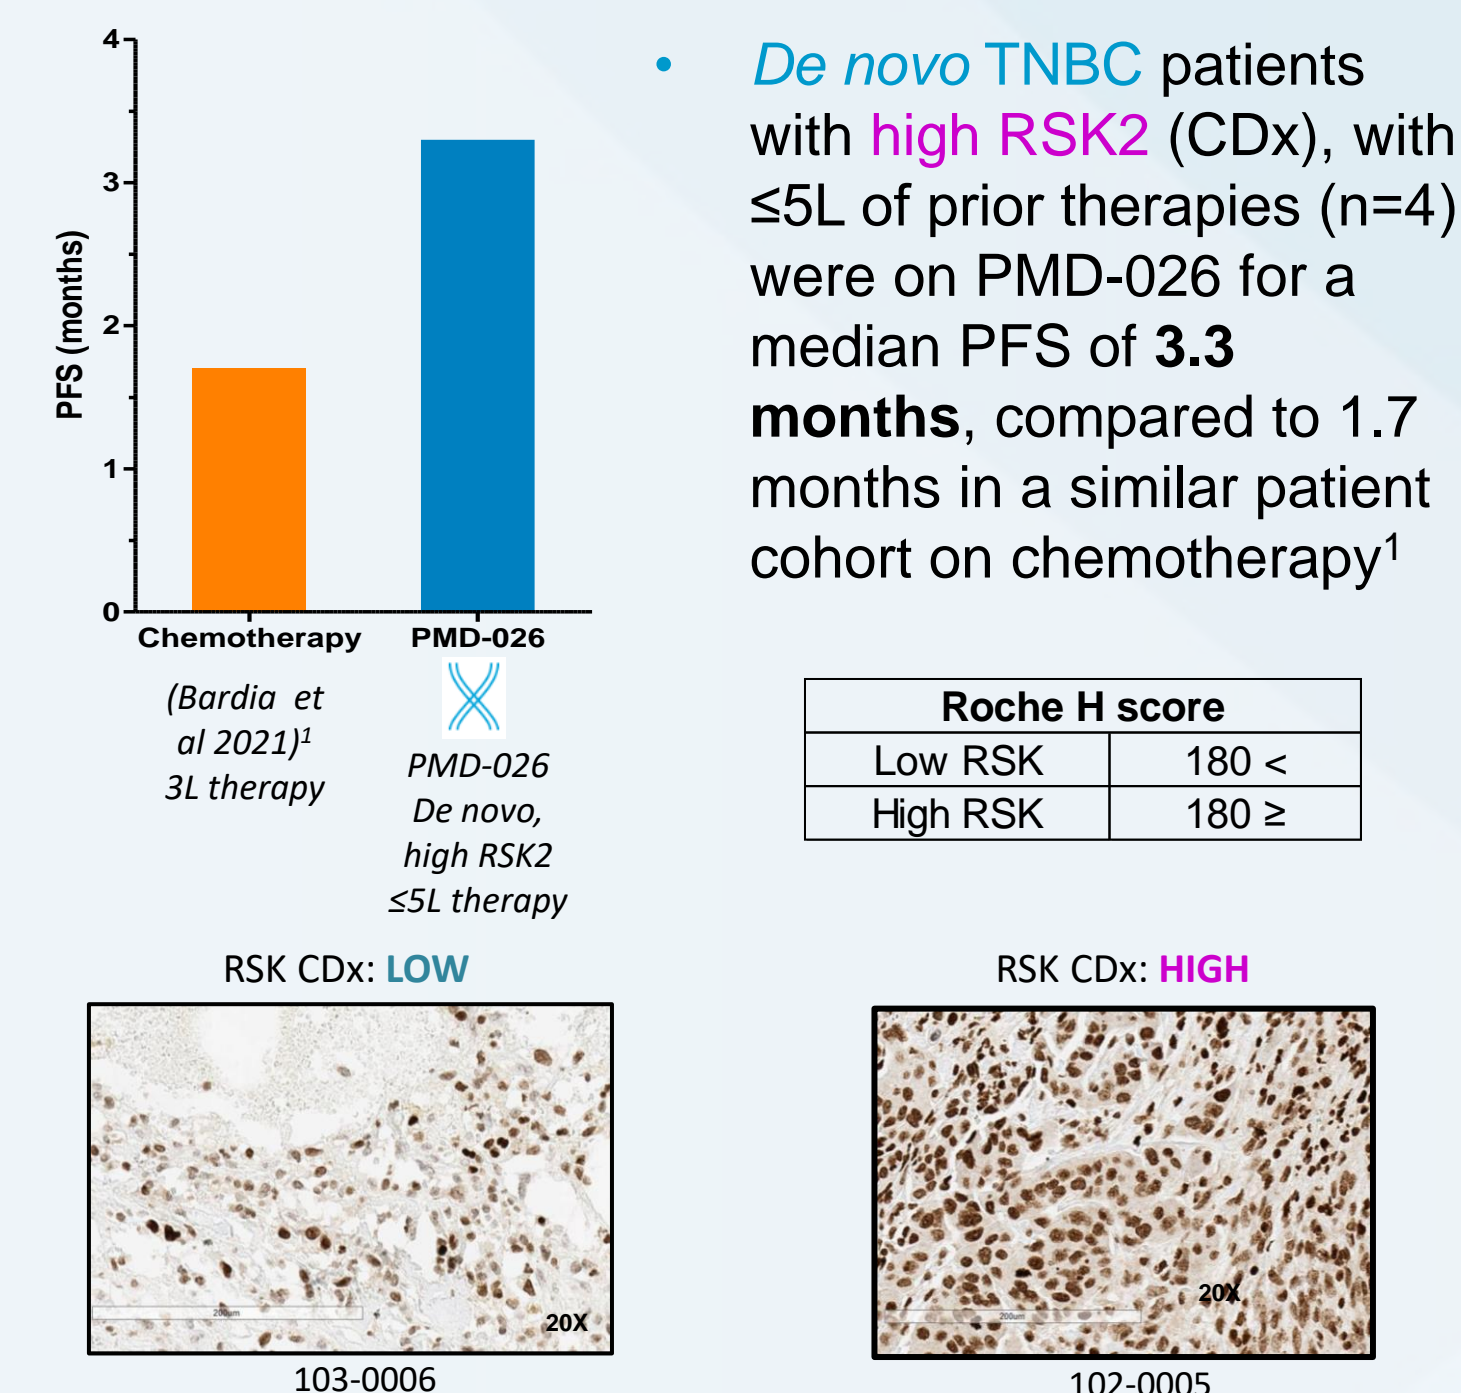 4
3
2
1
0
PFS (months)
Chemotherapy PMD-026
(Bardia et
al 2021)1
3L therapy
PMD-026
De novo,
high RSK2
≤5L therapy
• De novo TNBC patients
with high RSK2 (CDx), with
≤5L of prior therapies (n=4)
were on PMD-026 for a
median PFS of 3.3
months, compared to 1.7
months in a similar patient
cohort on chemotherapy1
Roche H score
Low RSK 180 <
High RSK 180 ≥
RSK CDx: LOW
200um
20X
103-0006
RSK CDx: HIGH
20X
200um
102-0005